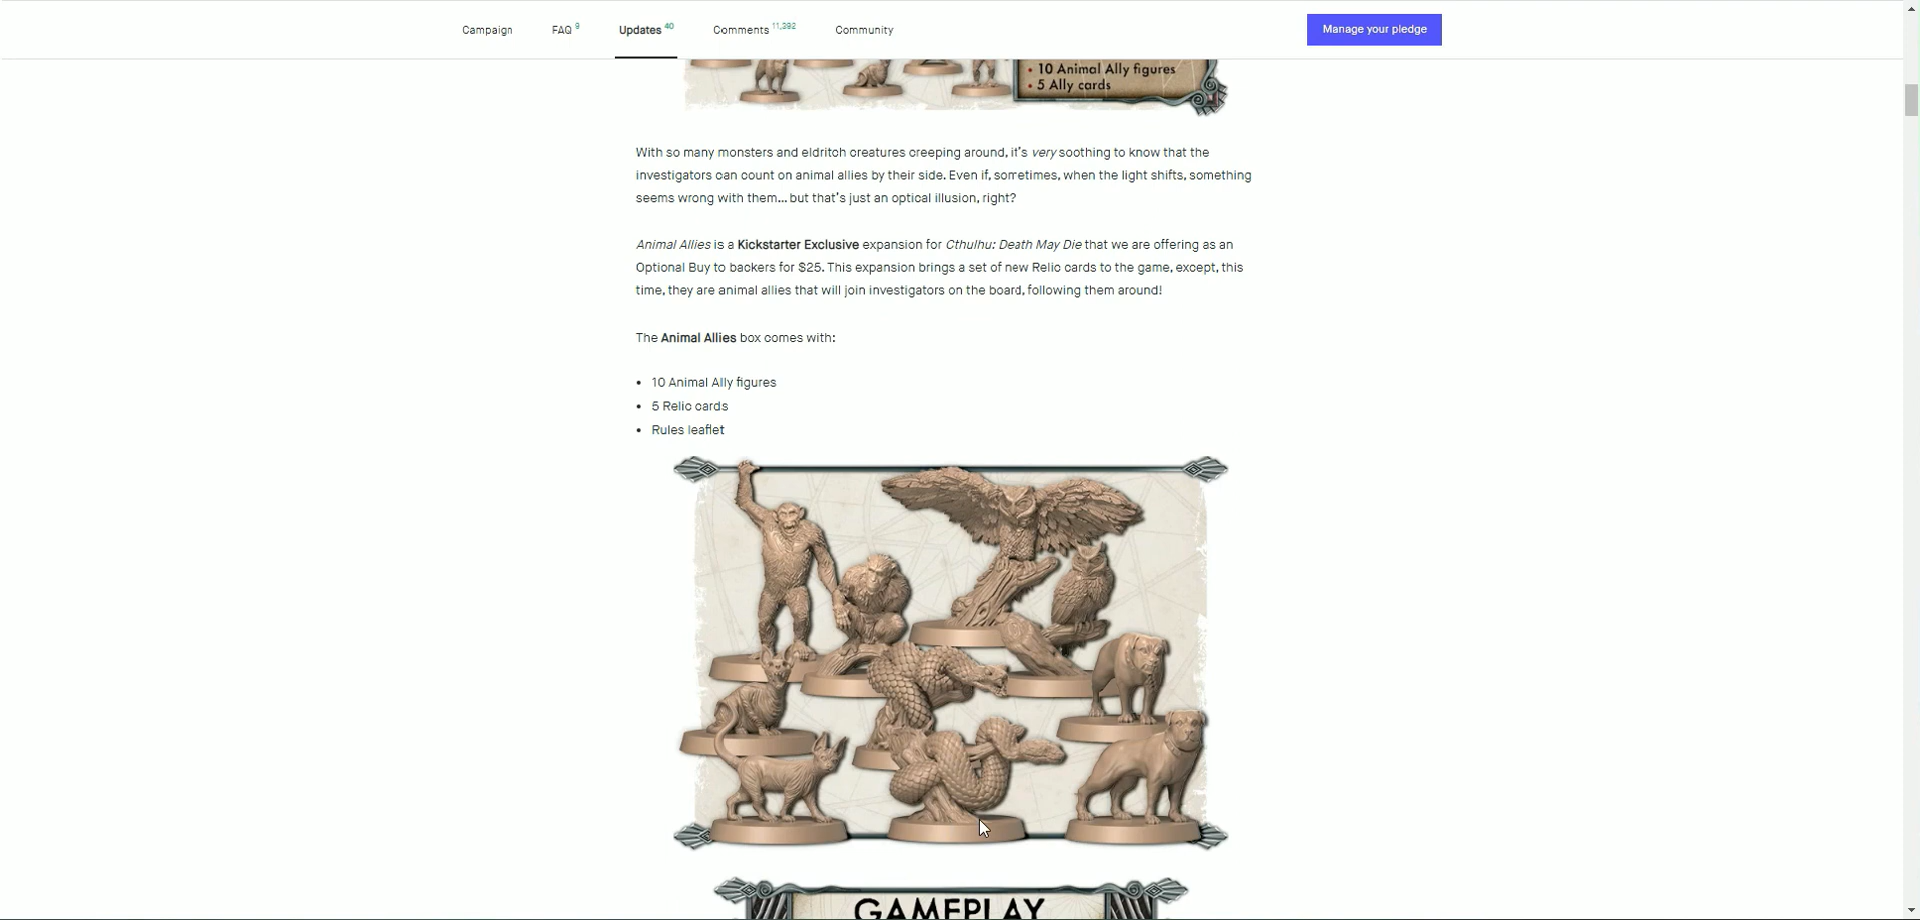 Campaign FAQ 9 Updates 40 Comments 11,392 Community Manage your pledge
• 10 Animal Ally figures
• 5 Ally cards
With so many monsters and eldritch creatures creeping around, it's very soothing to know that the
investigators can count on animal allies by their side. Even if, sometimes, when the light shifts, something
seems wrong with them... but that's just an optical illusion, right?
Animal Allies is a Kickstarter Exclusive expansion for Cthulhu: Death May Die that we are offering as an
Optional Buy to backers for $25. This expansion brings a set of new Relic cards to the game, except, this
time, they are animal allies that will join investigators on the board, following them around!
The Animal Allies box comes with:
• 10 Animal Ally figures
• 5 Relic cards
• Rules leaflet
GAMEPLAY